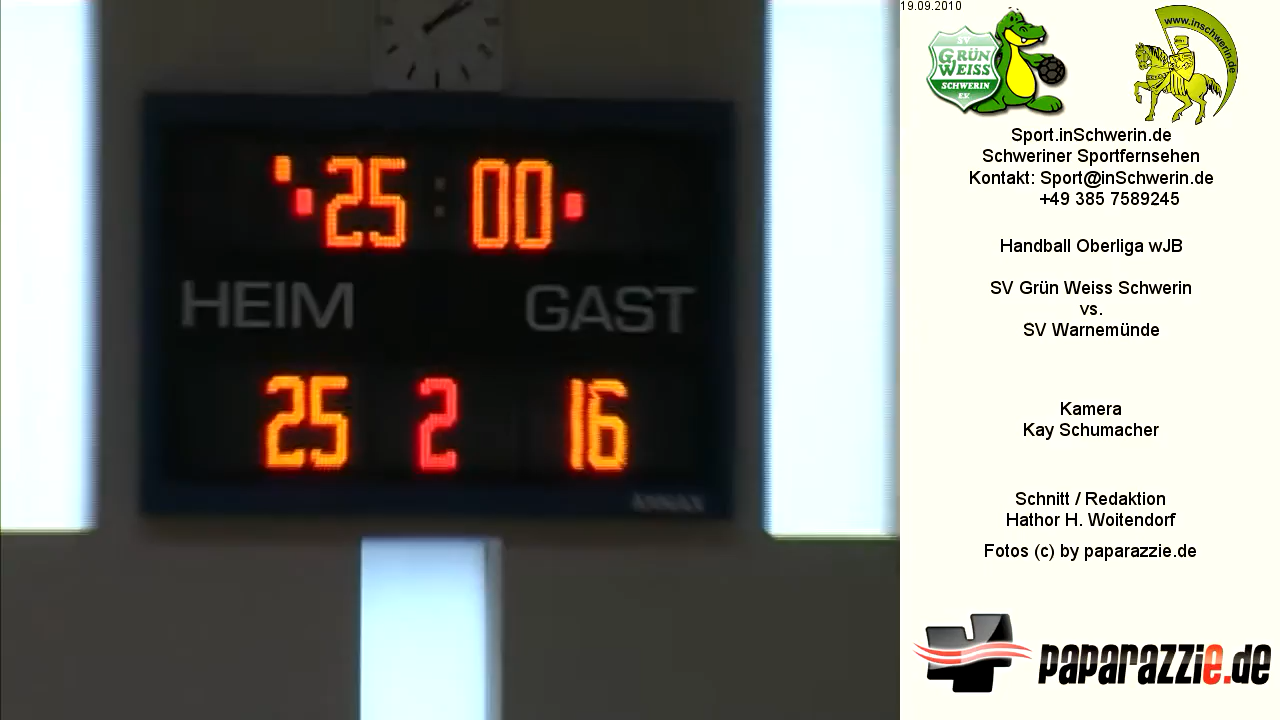 25 : 00
HEIM GAST
25 2 16
ANNAX
19.09.2010
SV
GRÜN
WEISS
SCHWERIN
E.V.
www.inschwerin.de
Sport.inSchwerin.de
Schweriner Sportfernsehen
Kontakt: Sport@inSchwerin.de
+49 385 7589245
Handball Oberliga wJB
SV Grün Weiss Schwerin
vs.
SV Warnemünde
Kamera
Kay Schumacher
Schnitt / Redaktion
Hathor H. Woitendorf
Fotos (c) by paparazzie.de
paparazzie.de